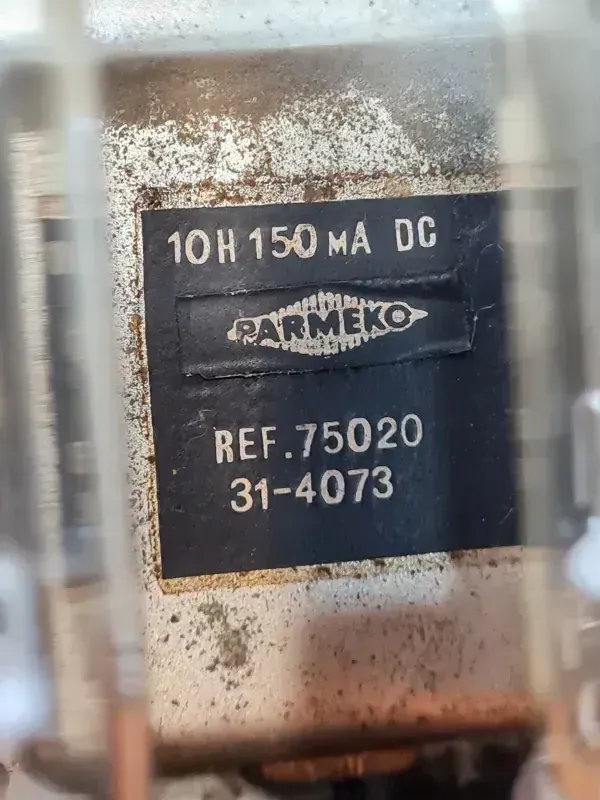 10H 150 MA DC
PARMEKO
REF.75020
31-4073